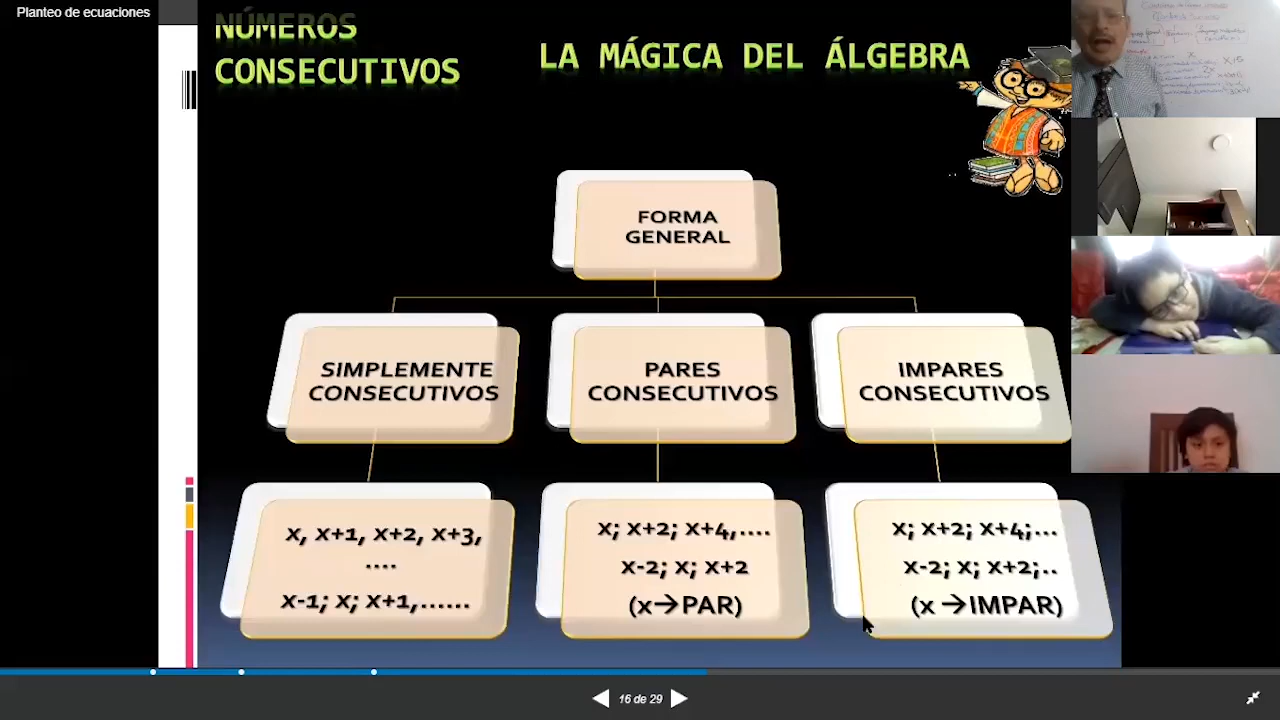 Planteo de ecuaciones
NÚMEROS
CONSECUTIVOS
LA MÁGICA DEL ÁLGEBRA
FORMA
GENERAL
SIMPLEMENTE
CONSECUTIVOS
PARES
CONSECUTIVOS
IMPARES
CONSECUTIVOS
x, x+1, x+2, x+3,
....
x-1; x; x+1,......
x; x+2; x+4,....
x-2; x; x+2
(x→PAR)
x; x+2; x+4;...
x-2; x; x+2;..
(x →IMPAR)
16 de 29